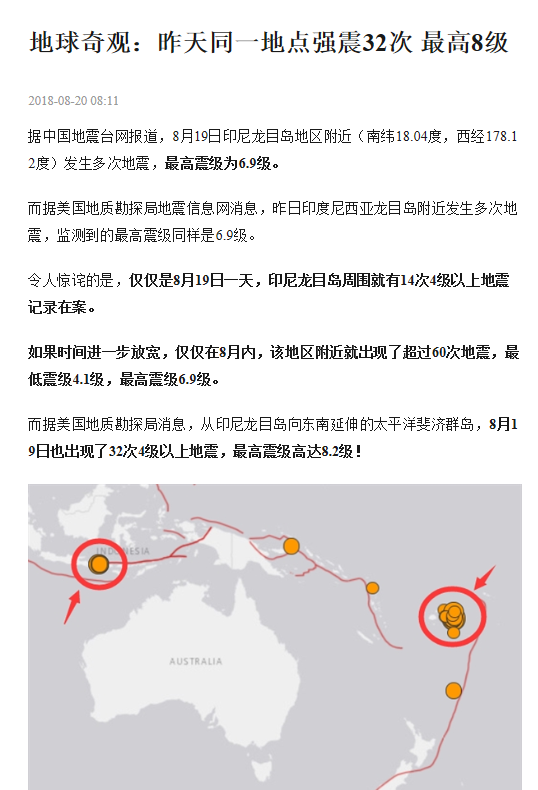 地球奇观：昨天同一地点强震32次 最高8级
2018-08-20 08:11
据中国地震台网报道，8月19日印尼龙目岛地区附近（南纬18.04度，西经178.1
2度）发生多次地震，最高震级为6.9级。
而据美国地质勘探局地震信息网消息，昨日印度尼西亚龙目岛附近发生多次地
震，监测到的最高震级同样是6.9级。
令人惊诧的是，仅仅是8月19日一天，印尼龙目岛周围就有14次4级以上地震
记录在案。
如果时间进一步放宽，仅仅在8月内，该地区附近就出现了超过60次地震，最
低震级4.1级，最高震级6.9级。
而据美国地质勘探局消息，从印尼龙目岛向东南延伸的太平洋斐济群岛，8月1
9日也出现了32次4级以上地震，最高震级高达8.2级！
INDONESIA
AUSTRALIA